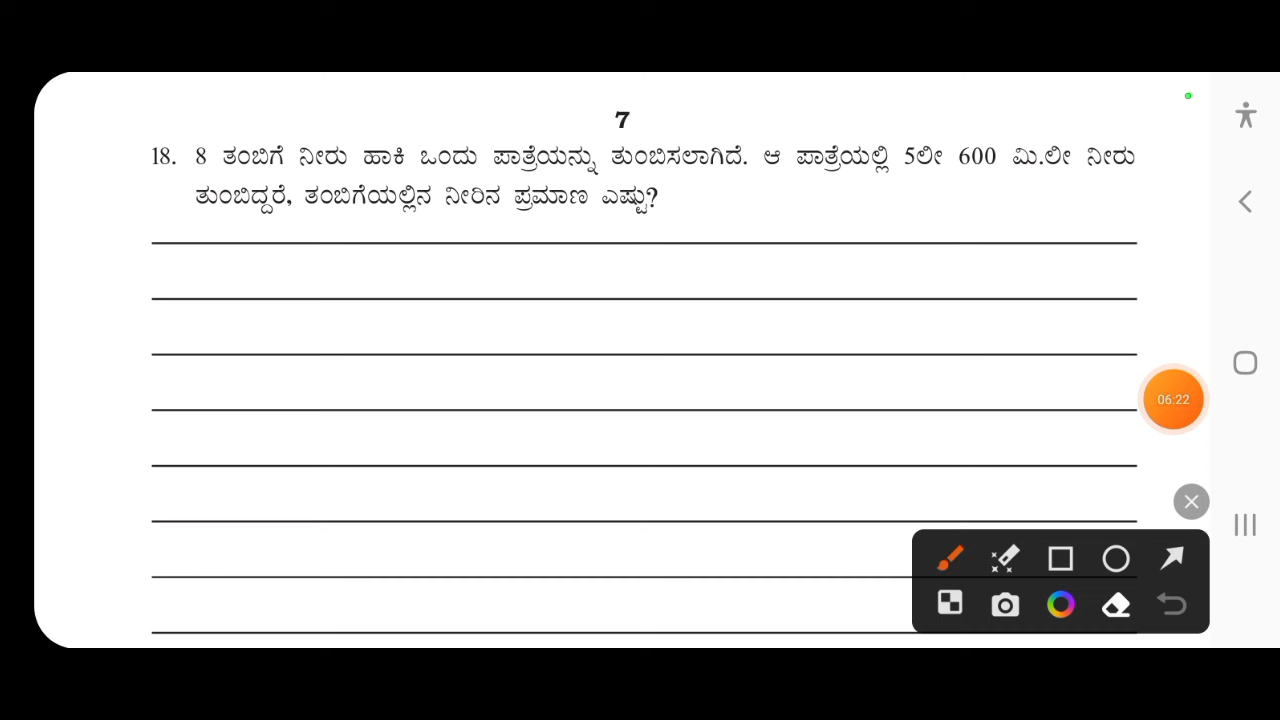 7
18. 8 ತಂಬಿಗೆ ನೀರು ಹಾಕಿ ಒಂದು ಪಾತ್ರೆಯನ್ನು ತುಂಬಿಸಲಾಗಿದೆ. ಆ ಪಾತ್ರೆಯಲ್ಲಿ 5ಲೀ 600 ಮಿ.ಲೀ ನೀರು
ತುಂಬಿದ್ದರೆ, ತಂಬಿಗೆಯಲ್ಲಿನ ನೀರಿನ ಪ್ರಮಾಣ ಎಷ್ಟು?
06:22